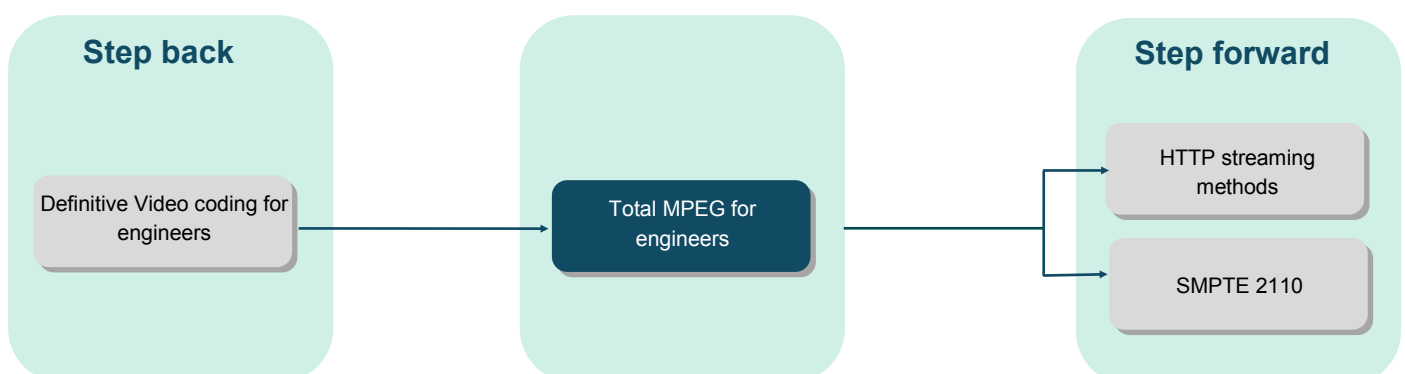 Step back
Definitive Video coding for
engineers
Total MPEG for
engineers
Step forward
HTTP streaming
methods
SMPTE 2110